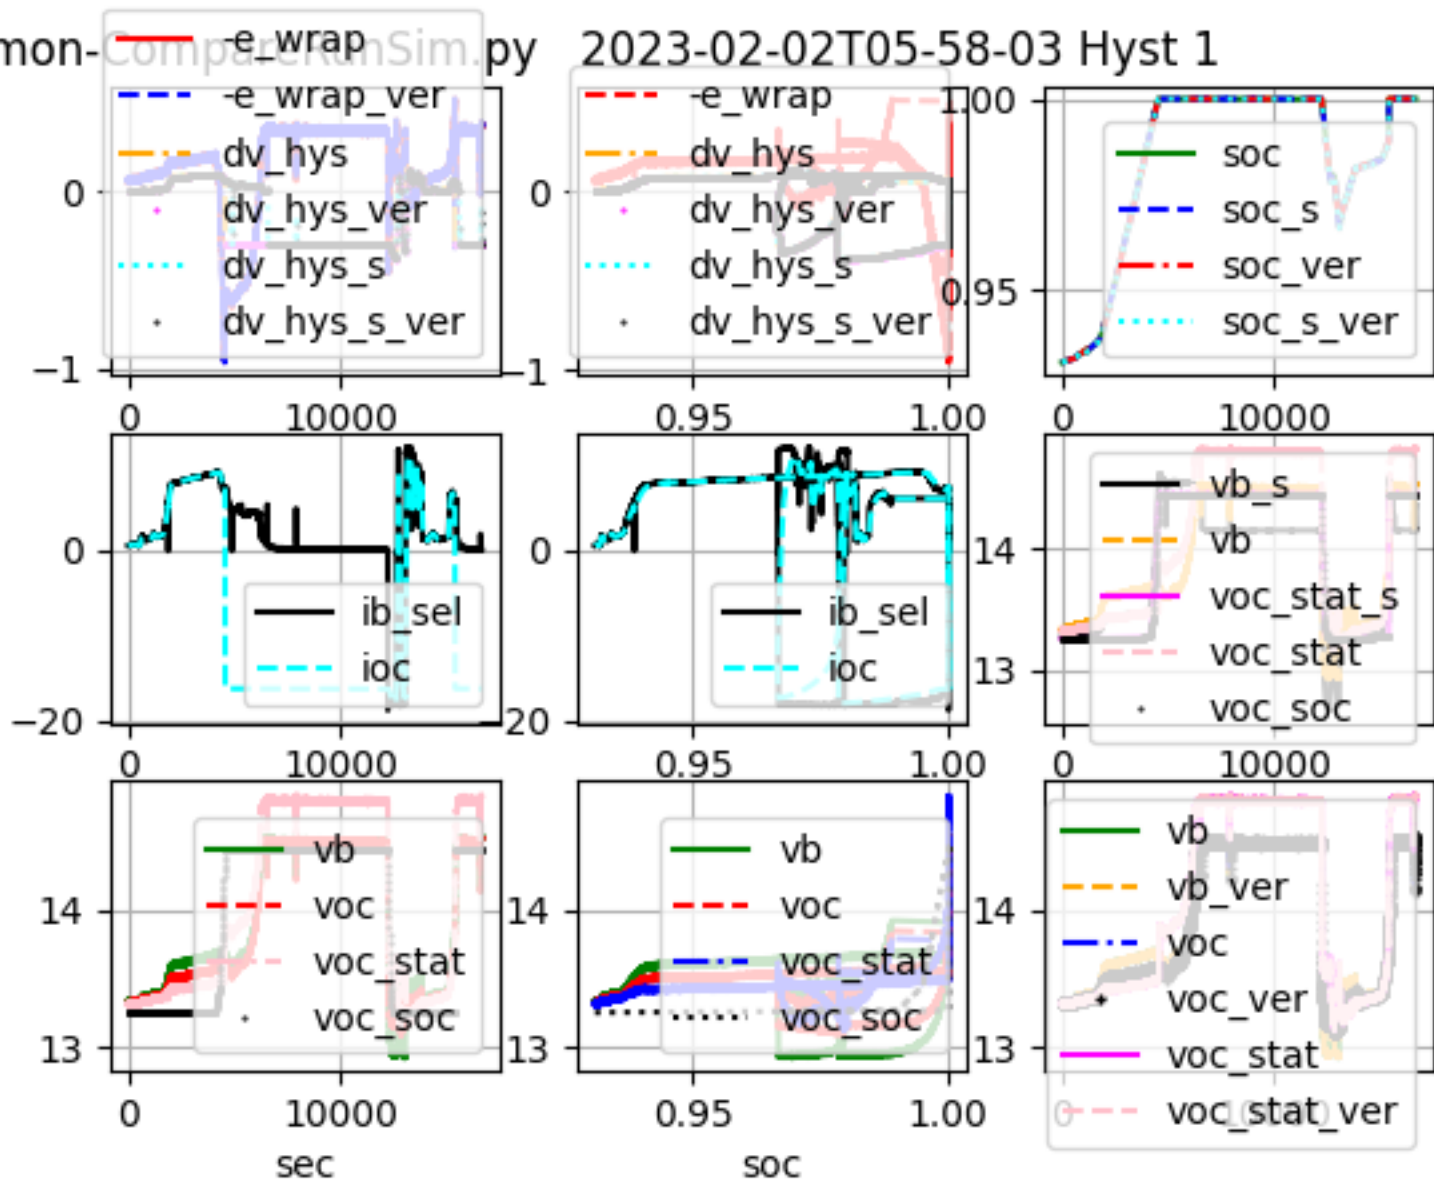 mon-CompareRunSim.py 2023-02-02T05-58-03 Hyst 1
-e_wrap
-e_wrap_ver
dv_hys
dv_hys_ver
dv_hys_s
dv_hys_s_ver
0
−1
0
10000
-e_wrap
dv_hys
dv_hys_ver
dv_hys_s
dv_hys_s_ver
0
−1
0.95
1.00
soc
soc_s
soc_ver
soc_s_ver
1.00
0.95
0
10000
ib_sel
ioc
0
−20
0
10000
ib_sel
ioc
0
−20
0.95
1.00
vb_s
vb
voc_stat_s
voc_stat
voc_soc
14
13
0
10000
vb
voc
voc_stat
voc_soc
14
13
0
10000
sec
vb
voc
voc_stat
voc_soc
14
13
0.95
1.00
soc
vb
vb_ver
voc
voc_ver
voc_stat
voc_stat_ver
14
13
0
10000